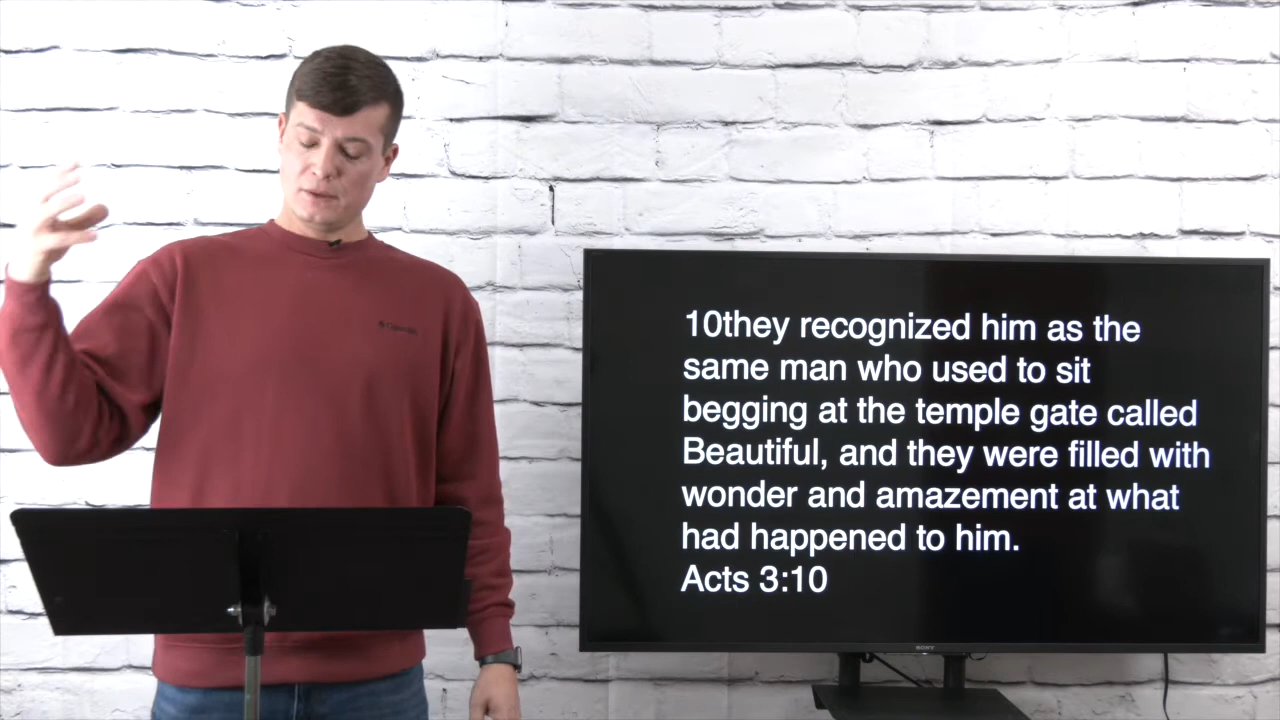 10they recognized him as the
same man who used to sit
begging at the temple gate called
Beautiful, and they were filled with
wonder and amazement at what
had happened to him.
Acts 3:10
SONY